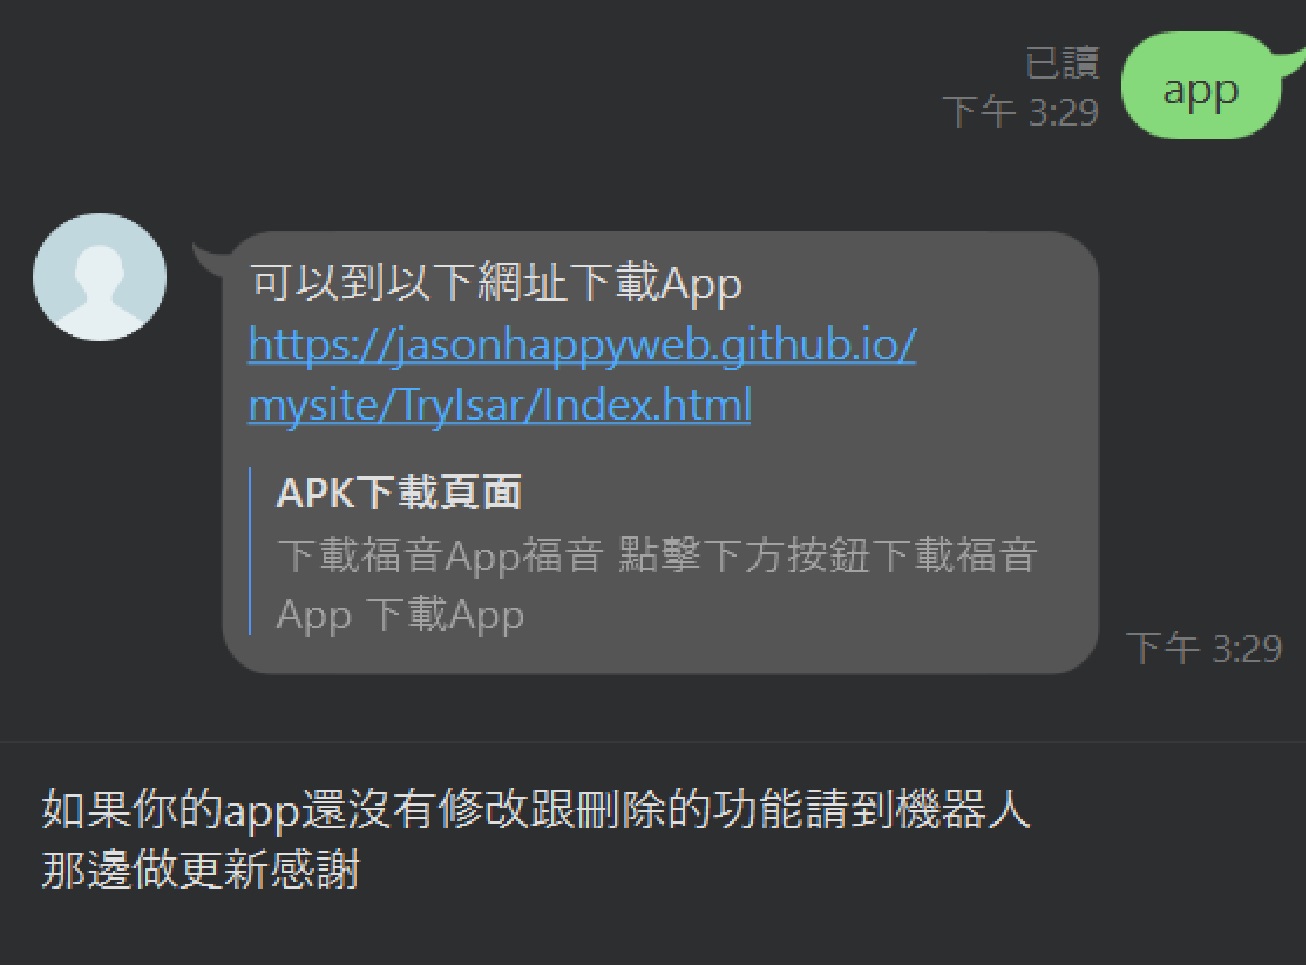 已讀
下午 3:29
app
可以到以下網址下載App
https://jasonhappyweb.github.io/
mysite/TryIsar/Index.html
APK下載頁面
下載福音App福音 點擊下方按鈕下載福音
App 下載App
下午 3:29
如果你的app還沒有修改跟刪除的功能請到機器人
那邊做更新感謝